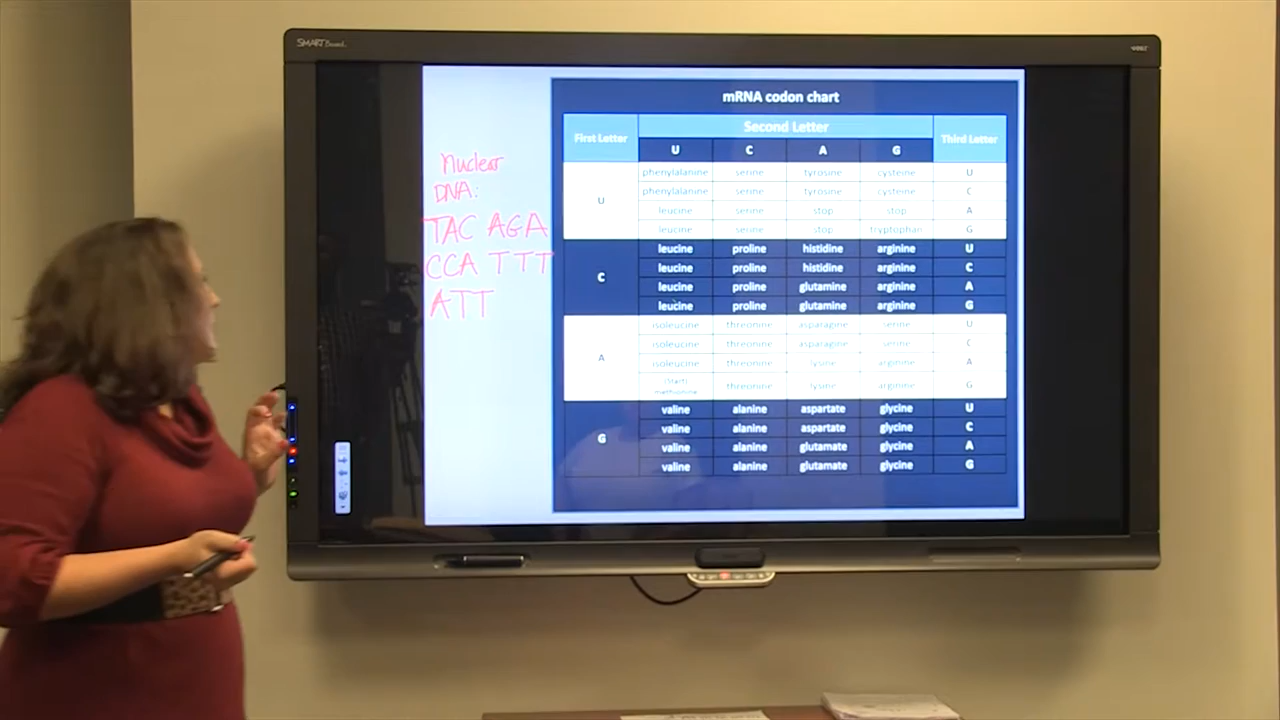 SMART Board
mRNA codon chart
First Letter Second Letter Third Letter
U C A G
Nuclear
DNA:
TAC AGA
CCA TTT
ATT
U
phenylalanine serine tyrosine cysteine U
phenylalanine serine tyrosine cysteine C
leucine serine stop stop A
leucine serine stop tryptophan G
C
leucine proline histidine arginine U
leucine proline histidine arginine C
leucine proline glutamine arginine A
leucine proline glutamine arginine G
A
isoleucine threonine asparagine serine U
isoleucine threonine asparagine serine C
isoleucine threonine lysine arginine A
(Start) methionine threonine lysine arginine G
G
valine alanine aspartate glycine U
valine alanine aspartate glycine C
valine alanine glutamate glycine A
valine alanine glutamate glycine G